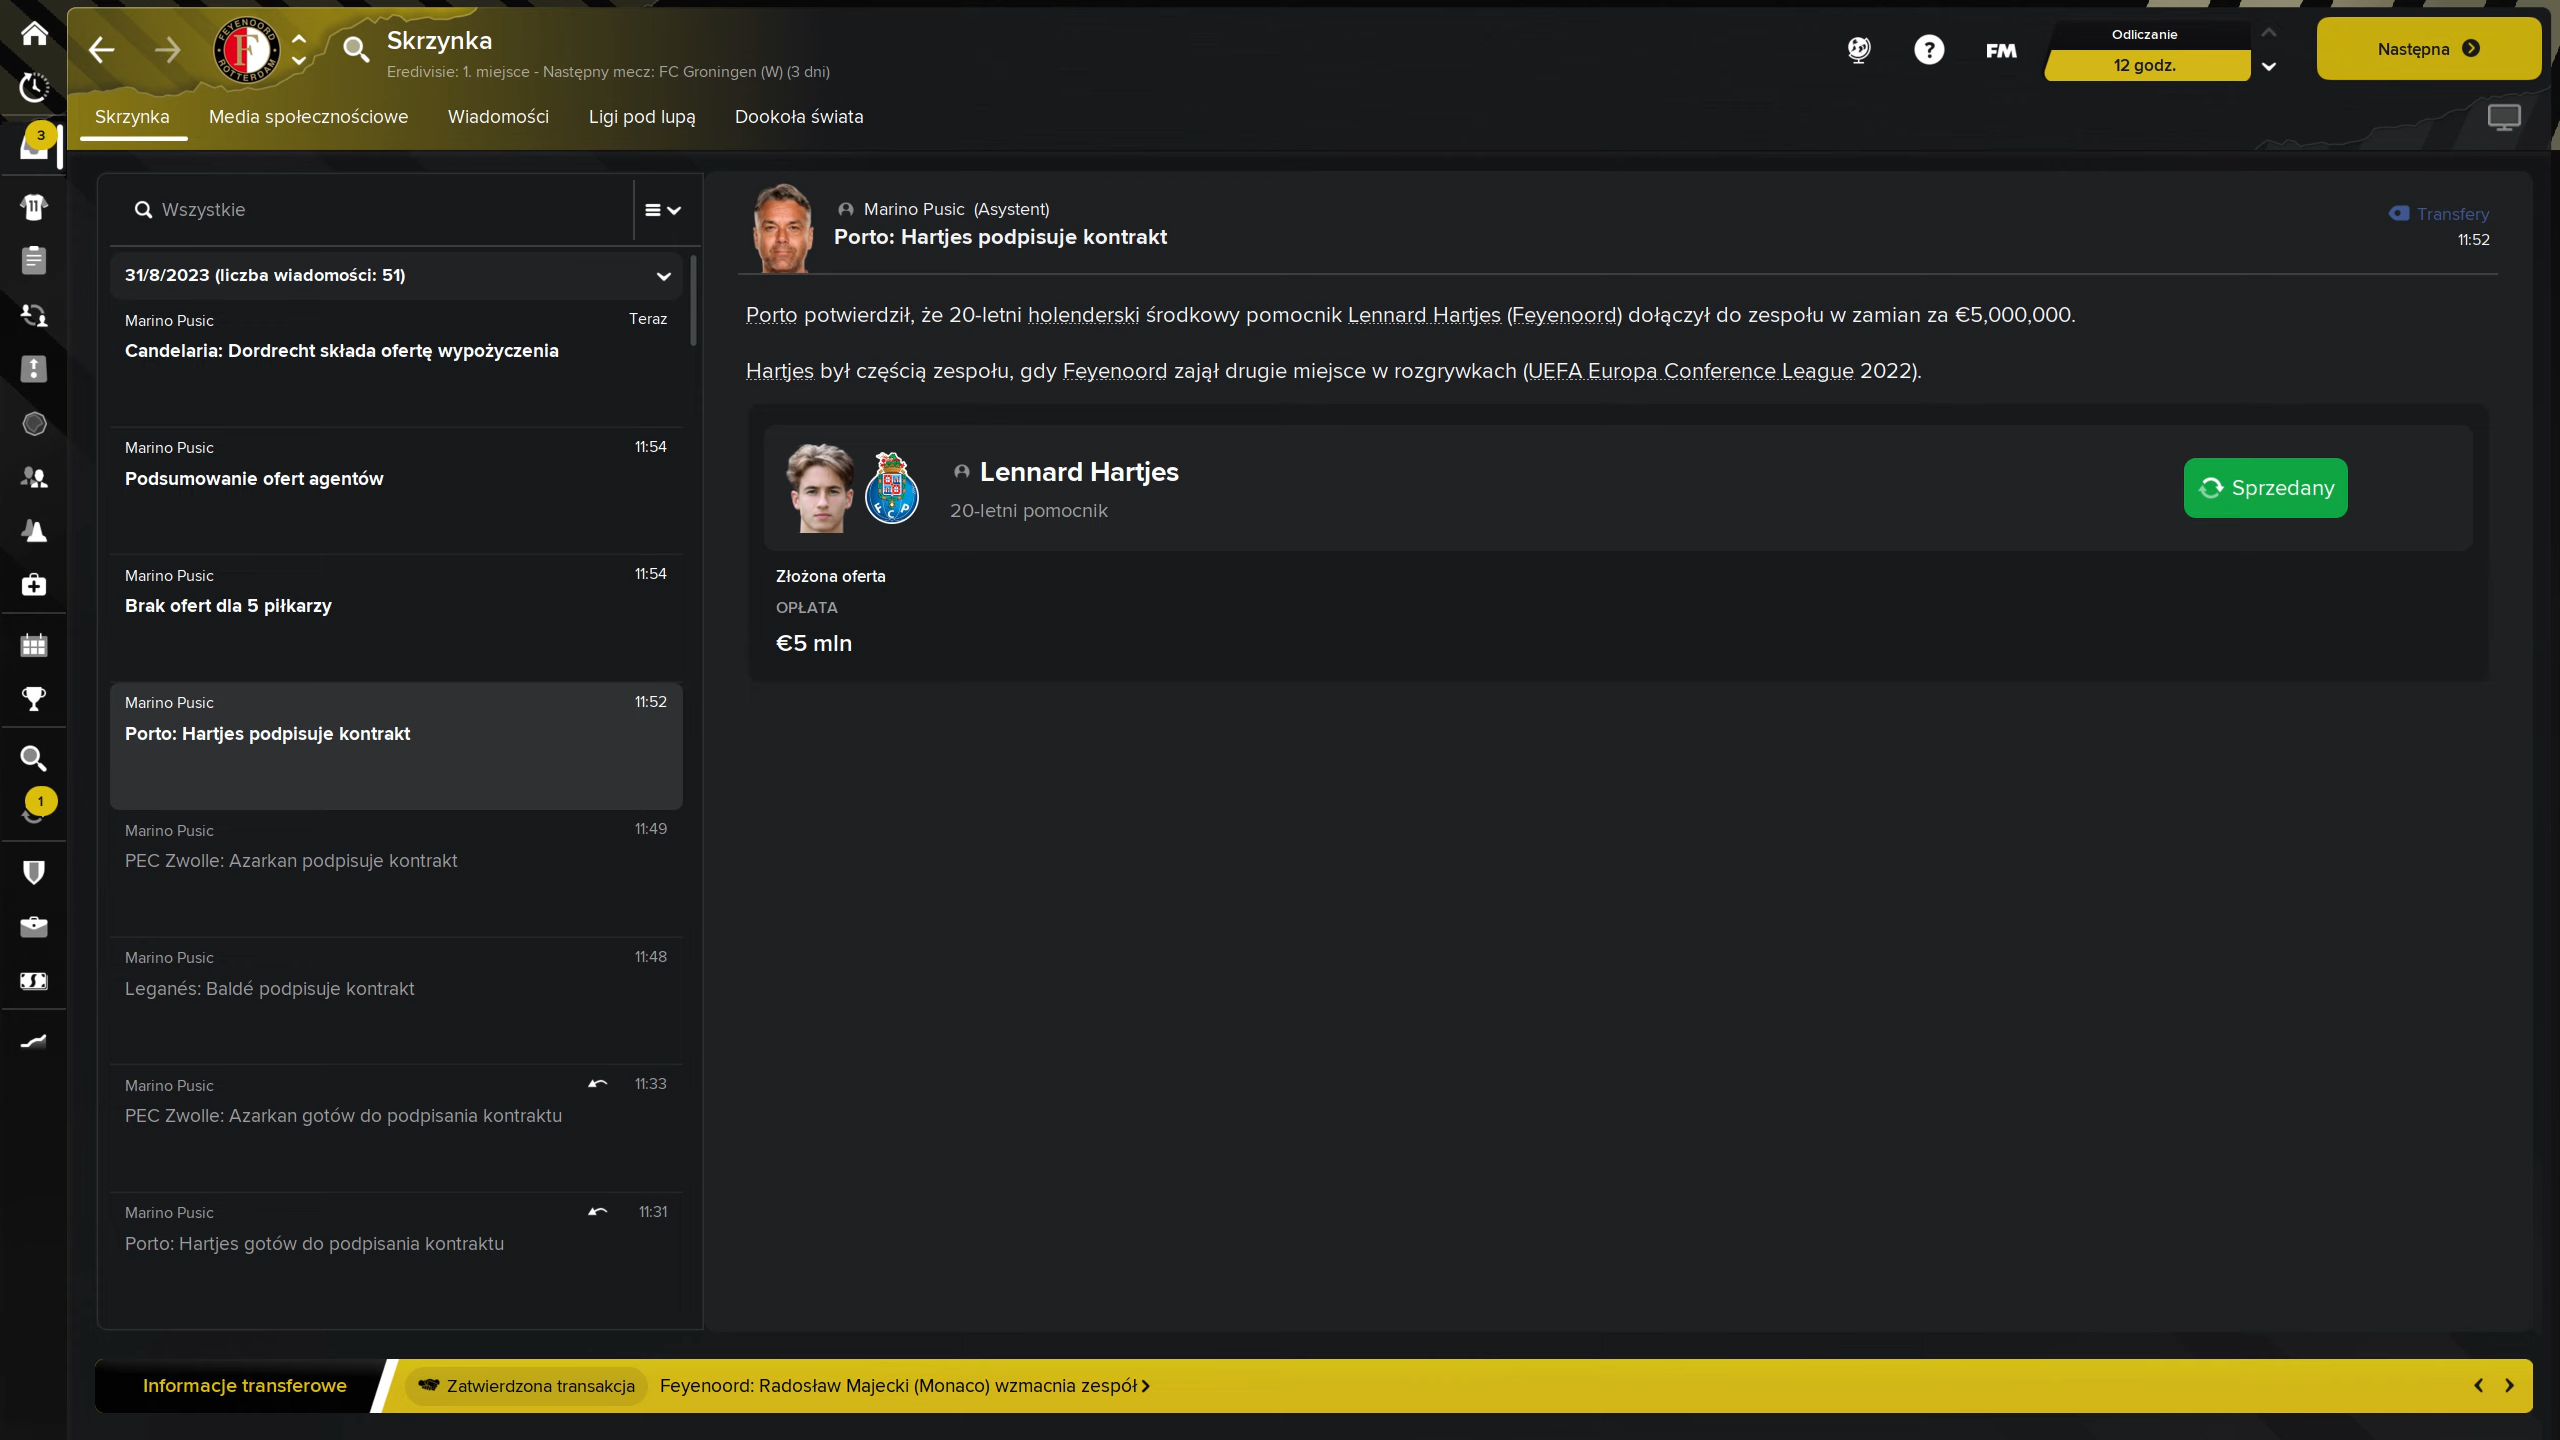 Skrzynka
Eredivisie: 1. miejsce - Następny mecz: FC Groningen (W) (3 dni)
FM
Odliczanie
12 godz.
Następna
Skrzynka
Media społecznościowe
Wiadomości
Ligi pod lupą
Dookoła świata
3
11
1
Wszystkie
31/8/2023 (liczba wiadomości: 51)
Marino Pusic
Teraz
Candelaria: Dordrecht składa ofertę wypożyczenia
Marino Pusic
11:54
Podsumowanie ofert agentów
Marino Pusic
11:54
Brak ofert dla 5 piłkarzy
Marino Pusic
11:52
Porto: Hartjes podpisuje kontrakt
Marino Pusic
11:49
PEC Zwolle: Azarkan podpisuje kontrakt
Marino Pusic
11:48
Leganés: Baldé podpisuje kontrakt
Marino Pusic
11:33
PEC Zwolle: Azarkan gotów do podpisania kontraktu
Marino Pusic
11:31
Porto: Hartjes gotów do podpisania kontraktu
Marino Pusic (Asystent)
Porto: Hartjes podpisuje kontrakt
Transfery
11:52
Porto potwierdził, że 20-letni holenderski środkowy pomocnik Lennard Hartjes (Feyenoord) dołączył do zespołu w zamian za €5,000,000.
Hartjes był częścią zespołu, gdy Feyenoord zajął drugie miejsce w rozgrywkach (UEFA Europa Conference League 2022).
Lennard Hartjes
20-letni pomocnik
Sprzedany
Złożona oferta
OPŁATA
€5 mln
Informacje transferowe
Zatwierdzona transakcja
Feyenoord: Radosław Majecki (Monaco) wzmacnia zespół
FEYENOORD
ROTTERDAM
F
FCP